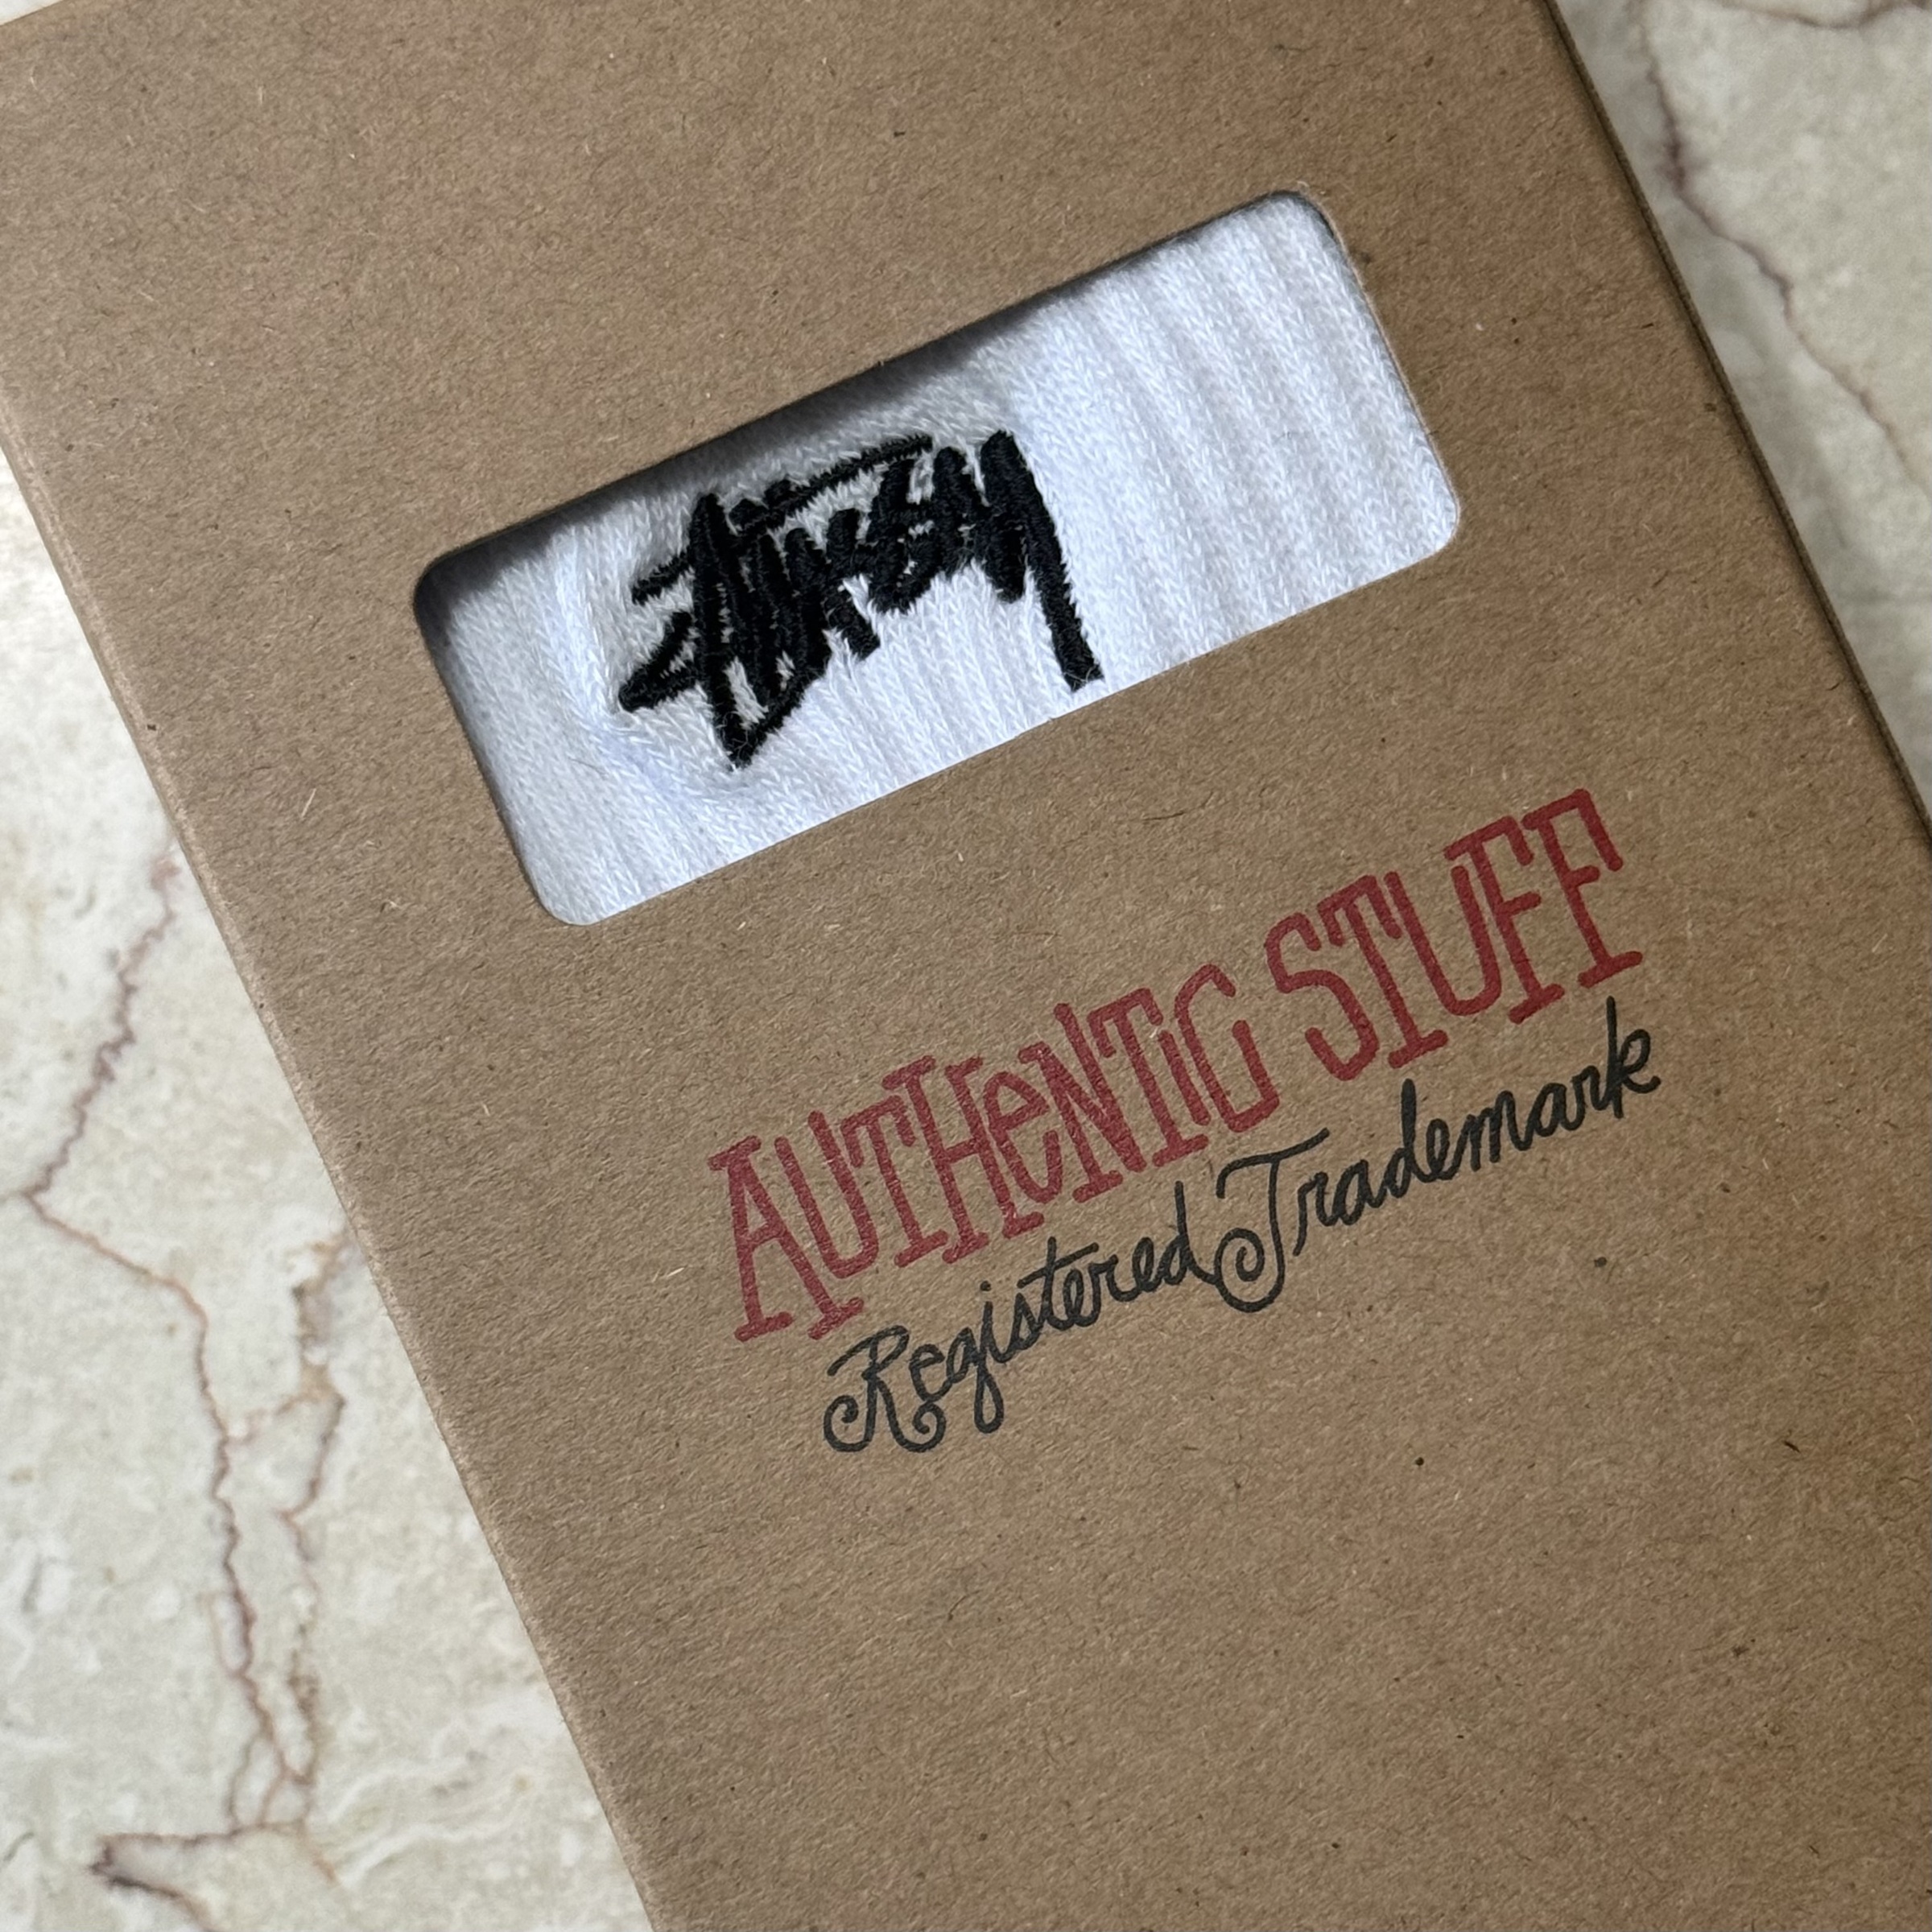 Stüssy
AUTHeNTiC STUFF
Registered Trademark